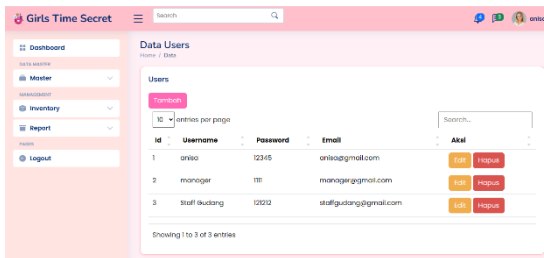 Girls Time Secret
Search
anisa
Dashboard
DATA MASTER
Master
MANAGEMENT
Inventory
Report
PAGES
Logout
Data Users
Home / Data
Users
Tambah
10 entries per page
Search...
Id Username Password Email Aksi
1 anisa 12345 anisa@gmail.com Edit Hapus
2 manager 1111 manager@gmail.com Edit Hapus
3 Staff Gudang 121212 staffgudang@gmail.com Edit Hapus
Showing 1 to 3 of 3 entries